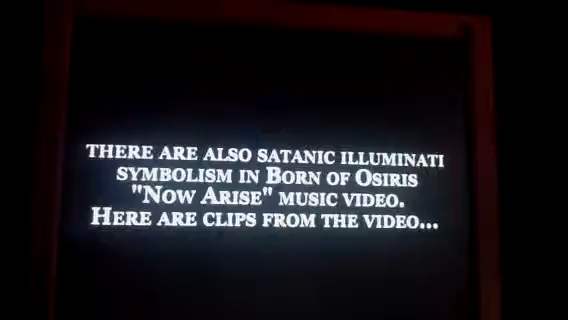 THERE ARE ALSO SATANIC ILLUMINATI
SYMBOLISM IN BORN OF OSIRIS
"NOW ARISE" MUSIC VIDEO.
HERE ARE CLIPS FROM THE VIDEO...